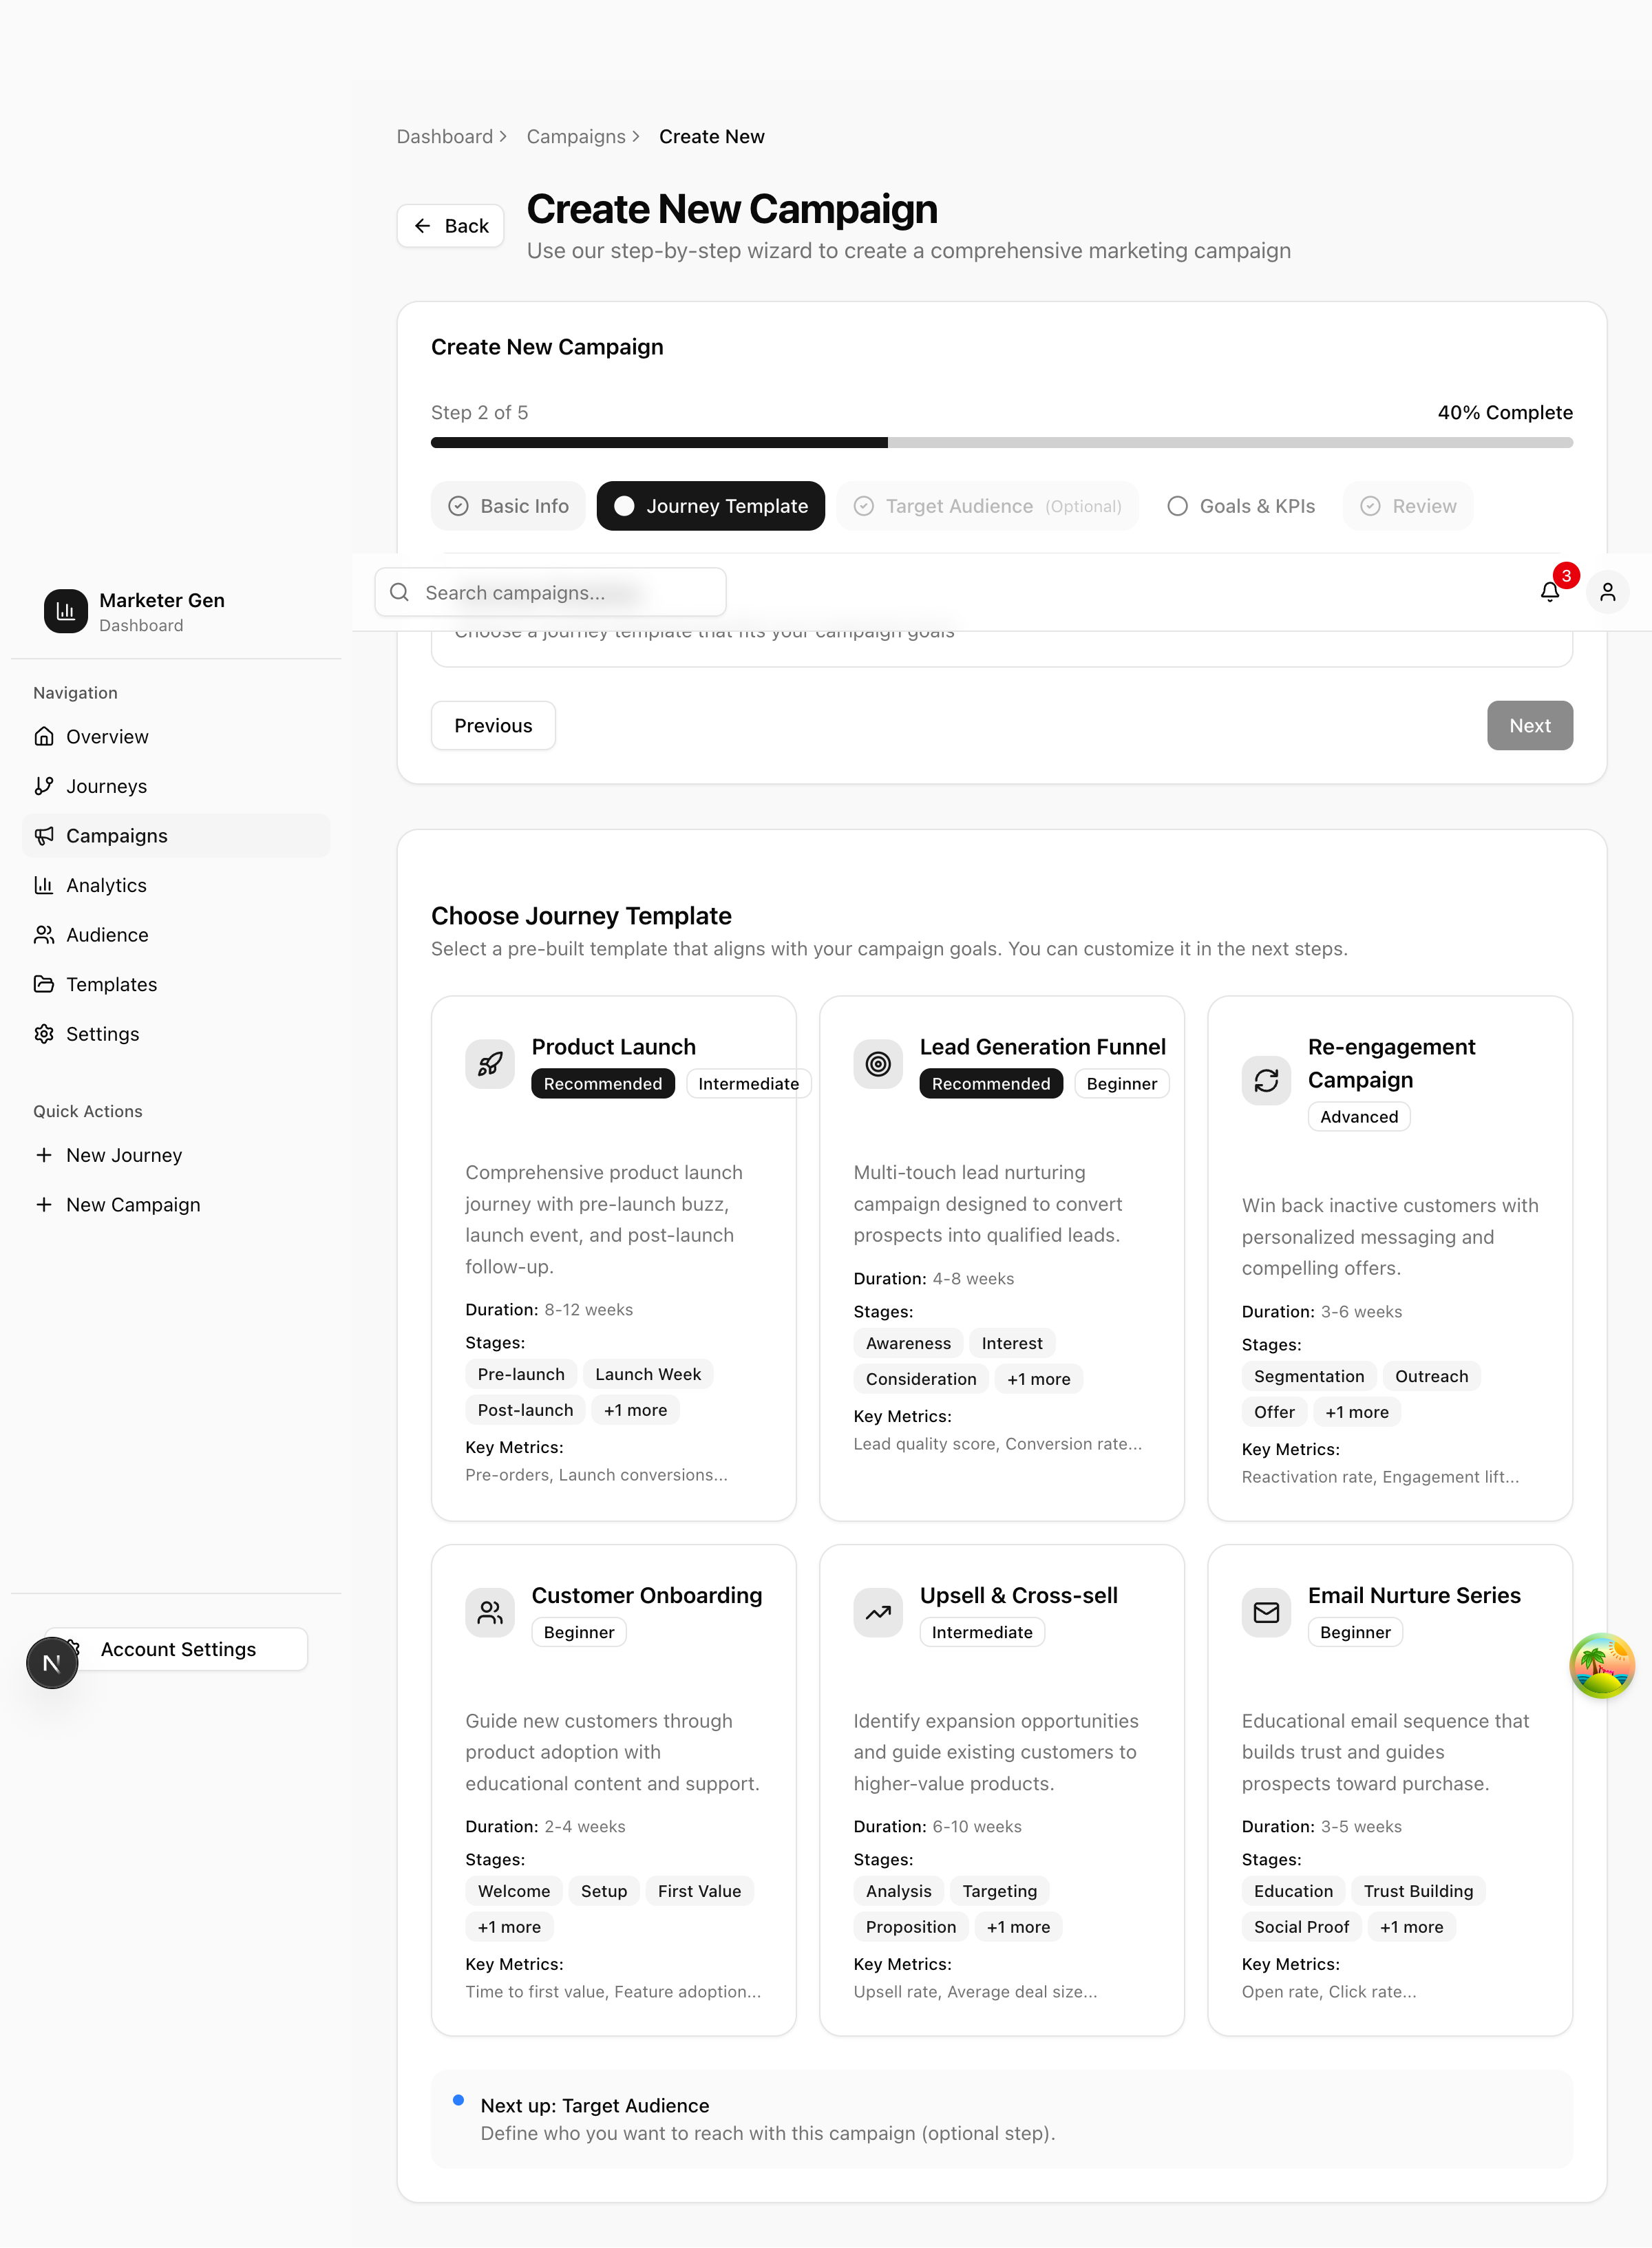 Dashboard
Campaigns
Create New
Back
Create New Campaign
Use our step-by-step wizard to create a comprehensive marketing campaign
Create New Campaign
Step 2 of 5
40% Complete
Basic Info
Journey Template
Target Audience (Optional)
Goals & KPIs
Review
Search campaigns...
3
Choose a journey template that fits your campaign goals
Previous
Next
Marketer Gen
Dashboard
Navigation
Overview
Journeys
Campaigns
Analytics
Audience
Templates
Settings
Quick Actions
New Journey
New Campaign
Account Settings
N
Choose Journey Template
Select a pre-built template that aligns with your campaign goals. You can customize it in the next steps.
Product Launch
Recommended
Intermediate
Comprehensive product launch
journey with pre-launch buzz,
launch event, and post-launch
follow-up.
Duration: 8-12 weeks
Stages:
Pre-launch
Launch Week
Post-launch
+1 more
Key Metrics:
Pre-orders, Launch conversions...
Lead Generation Funnel
Recommended
Beginner
Multi-touch lead nurturing
campaign designed to convert
prospects into qualified leads.
Duration: 4-8 weeks
Stages:
Awareness
Interest
Consideration
+1 more
Key Metrics:
Lead quality score, Conversion rate...
Re-engagement
Campaign
Advanced
Win back inactive customers with
personalized messaging and
compelling offers.
Duration: 3-6 weeks
Stages:
Segmentation
Outreach
Offer
+1 more
Key Metrics:
Reactivation rate, Engagement lift...
Customer Onboarding
Beginner
Guide new customers through
product adoption with
educational content and support.
Duration: 2-4 weeks
Stages:
Welcome
Setup
First Value
+1 more
Key Metrics:
Time to first value, Feature adoption...
Upsell & Cross-sell
Intermediate
Identify expansion opportunities
and guide existing customers to
higher-value products.
Duration: 6-10 weeks
Stages:
Analysis
Targeting
Proposition
+1 more
Key Metrics:
Upsell rate, Average deal size...
Email Nurture Series
Beginner
Educational email sequence that
builds trust and guides
prospects toward purchase.
Duration: 3-5 weeks
Stages:
Education
Trust Building
Social Proof
+1 more
Key Metrics:
Open rate, Click rate...
Next up: Target Audience
Define who you want to reach with this campaign (optional step).